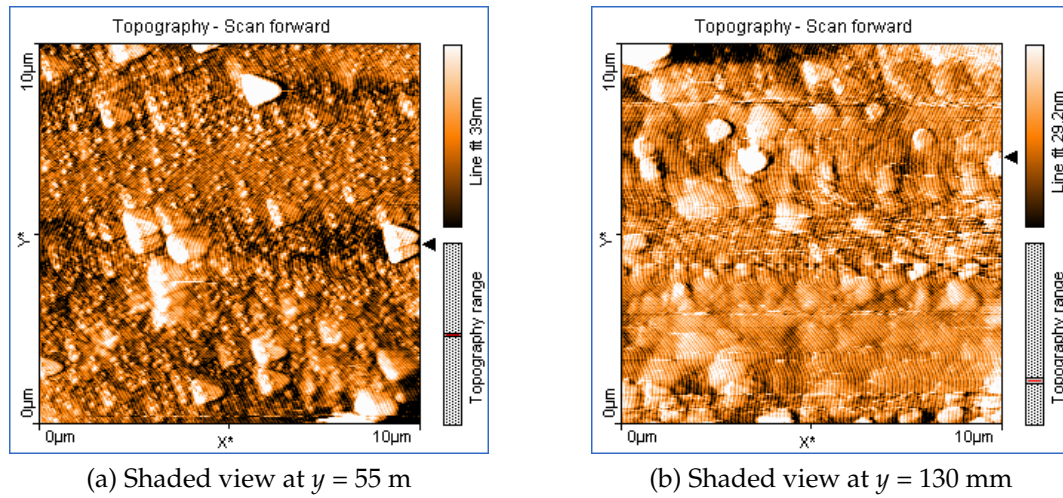 Topography - Scan forward
10µm
Y*
0µm
0µm
X*
10µm
Line fit 39nm
Topography range
(a) Shaded view at y = 55 m
Topography - Scan forward
10µm
Y*
0µm
0µm
X*
10µm
Line fit 29.2nm
Topography range
(b) Shaded view at y = 130 mm